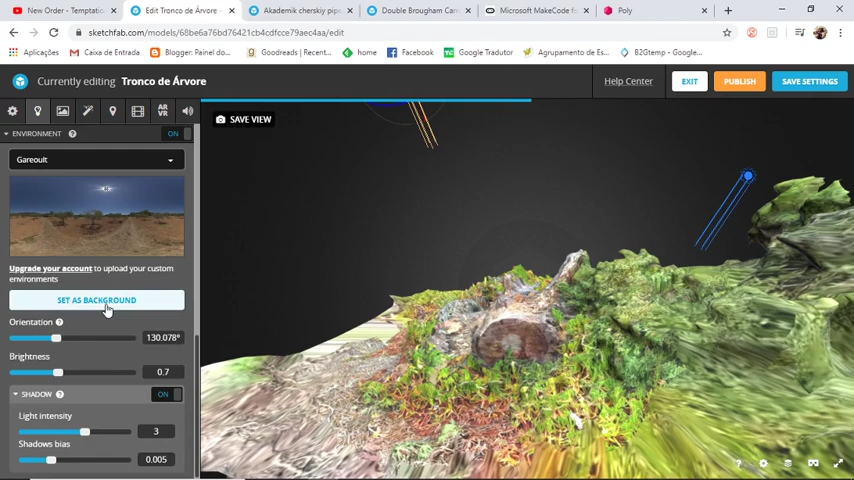 New Order - Temptatio
Edit Tronco de Árvore -
Akademik cherskiy pip
Double Brougham Car
Microsoft MakeCode fo
Poly
sketchfab.com/models/68be6a76bd76421cb4cdfce79aec4aa/edit
Aplicações
Caixa de Entrada
Blogger: Painel do...
Goodreads | Recent...
home
Facebook
Google Tradutor
Agrupamento de Es...
B2Gtemp - Google...
Currently editing Tronco de Árvore
Help Center
EXIT
PUBLISH
SAVE SETTINGS
AR
VR
ENVIRONMENT ? ON
SAVE VIEW
Gareoult
Upgrade your account to upload your custom
environments
SET AS BACKGROUND
Orientation ?
130.078°
Brightness
0.7
SHADOW ? ON
Light intensity
3
Shadows bias
0.005